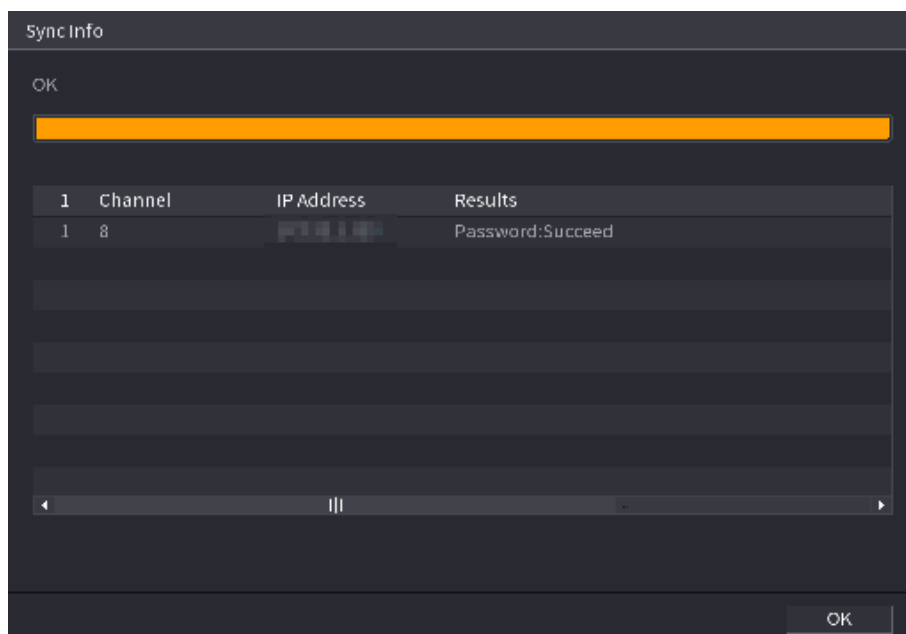 Sync Info
OK
1 Channel IP Address Results
1 8 Password:Succeed
OK